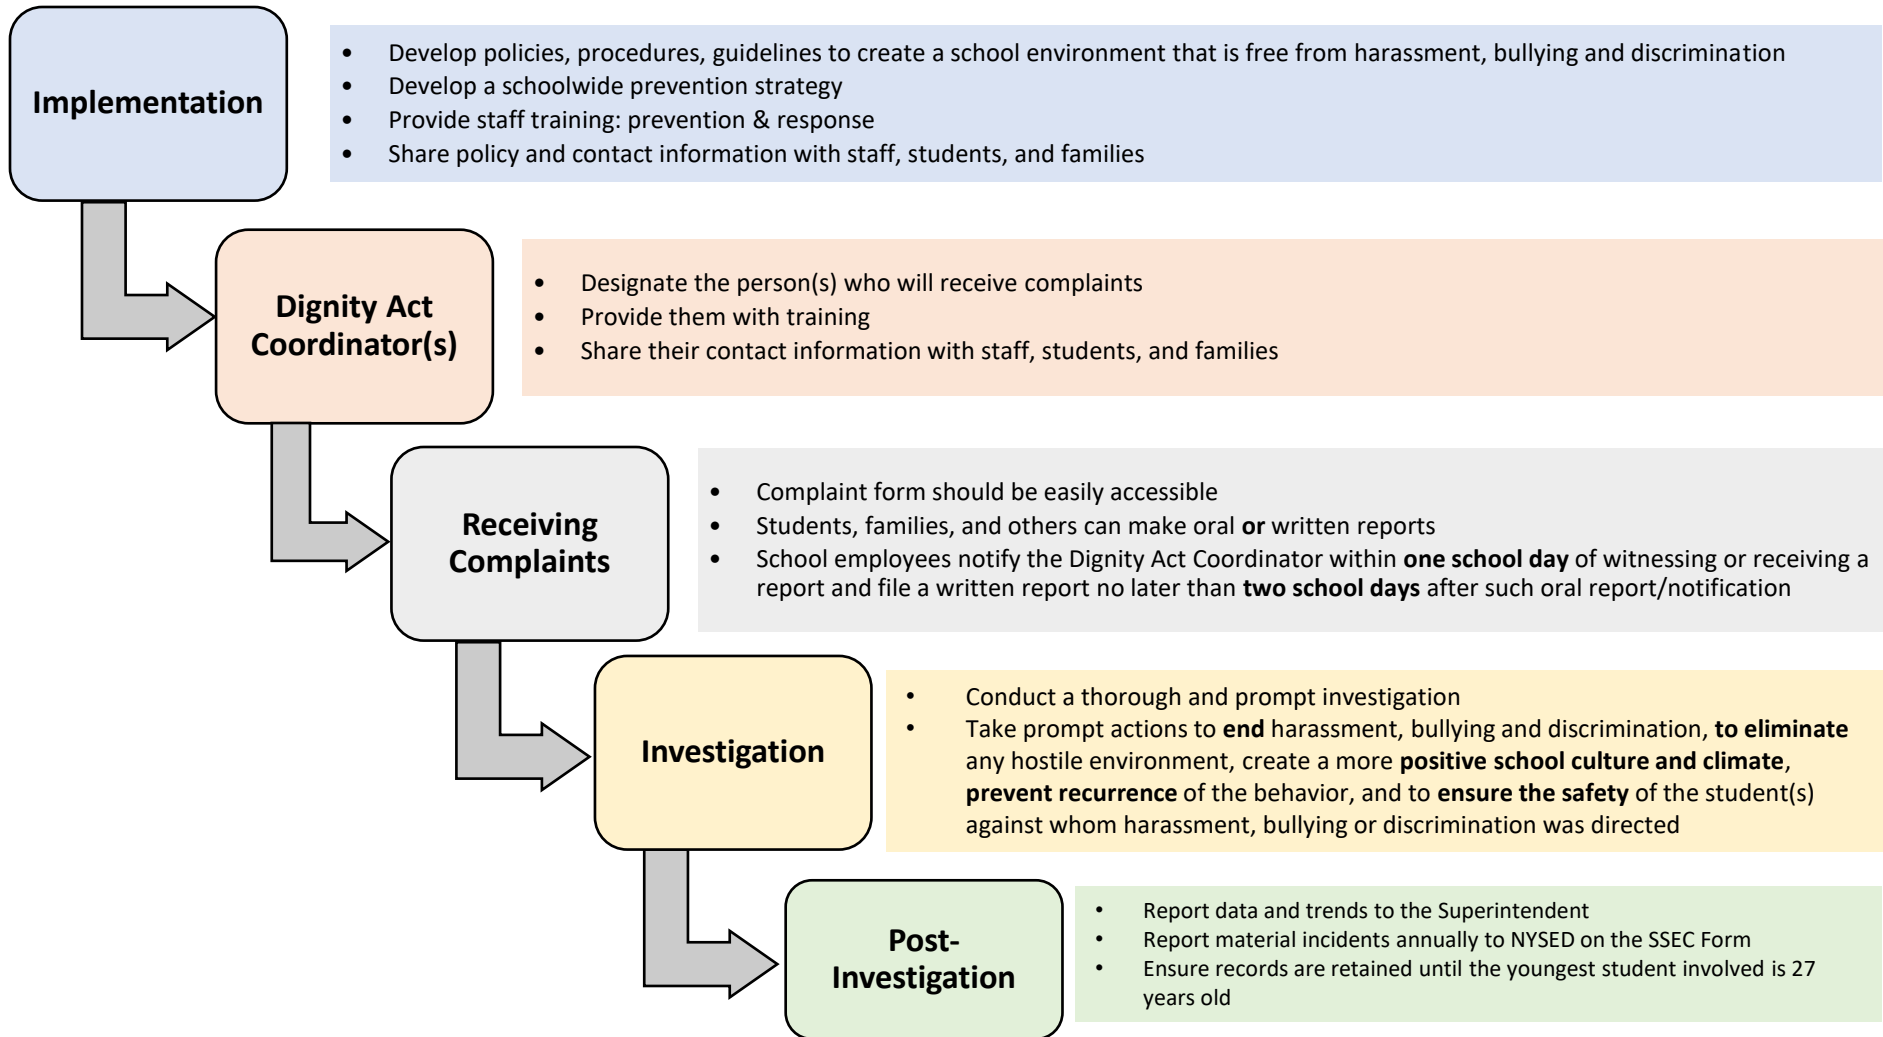 Implementation
• Develop policies, procedures, guidelines to create a school environment that is free from harassment, bullying and discrimination
• Develop a schoolwide prevention strategy
• Provide staff training: prevention & response
• Share policy and contact information with staff, students, and families
Dignity Act
Coordinator(s)
• Designate the person(s) who will receive complaints
• Provide them with training
• Share their contact information with staff, students, and families
Receiving
Complaints
• Complaint form should be easily accessible
• Students, families, and others can make oral or written reports
• School employees notify the Dignity Act Coordinator within one school day of witnessing or receiving a
report and file a written report no later than two school days after such oral report/notification
Investigation
• Conduct a thorough and prompt investigation
• Take prompt actions to end harassment, bullying and discrimination, to eliminate
any hostile environment, create a more positive school culture and climate,
prevent recurrence of the behavior, and to ensure the safety of the student(s)
against whom harassment, bullying or discrimination was directed
Post-
Investigation
• Report data and trends to the Superintendent
• Report material incidents annually to NYSED on the SSEC Form
• Ensure records are retained until the youngest student involved is 27
years old